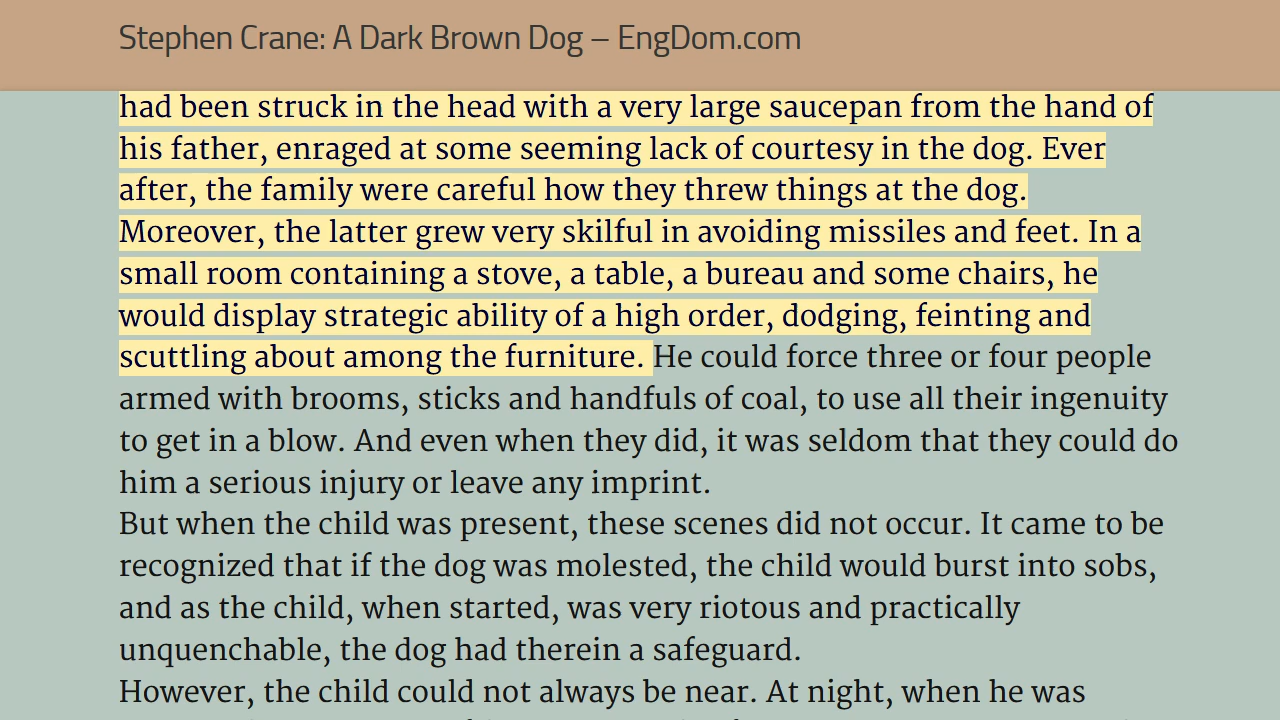 Stephen Crane: A Dark Brown Dog – EngDom.com
had been struck in the head with a very large saucepan from the hand of
his father, enraged at some seeming lack of courtesy in the dog. Ever
after, the family were careful how they threw things at the dog.
Moreover, the latter grew very skilful in avoiding missiles and feet. In a
small room containing a stove, a table, a bureau and some chairs, he
would display strategic ability of a high order, dodging, feinting and
scuttling about among the furniture. He could force three or four people
armed with brooms, sticks and handfuls of coal, to use all their ingenuity
to get in a blow. And even when they did, it was seldom that they could do
him a serious injury or leave any imprint.
But when the child was present, these scenes did not occur. It came to be
recognized that if the dog was molested, the child would burst into sobs,
and as the child, when started, was very riotous and practically
unquenchable, the dog had therein a safeguard.
However, the child could not always be near. At night, when he was